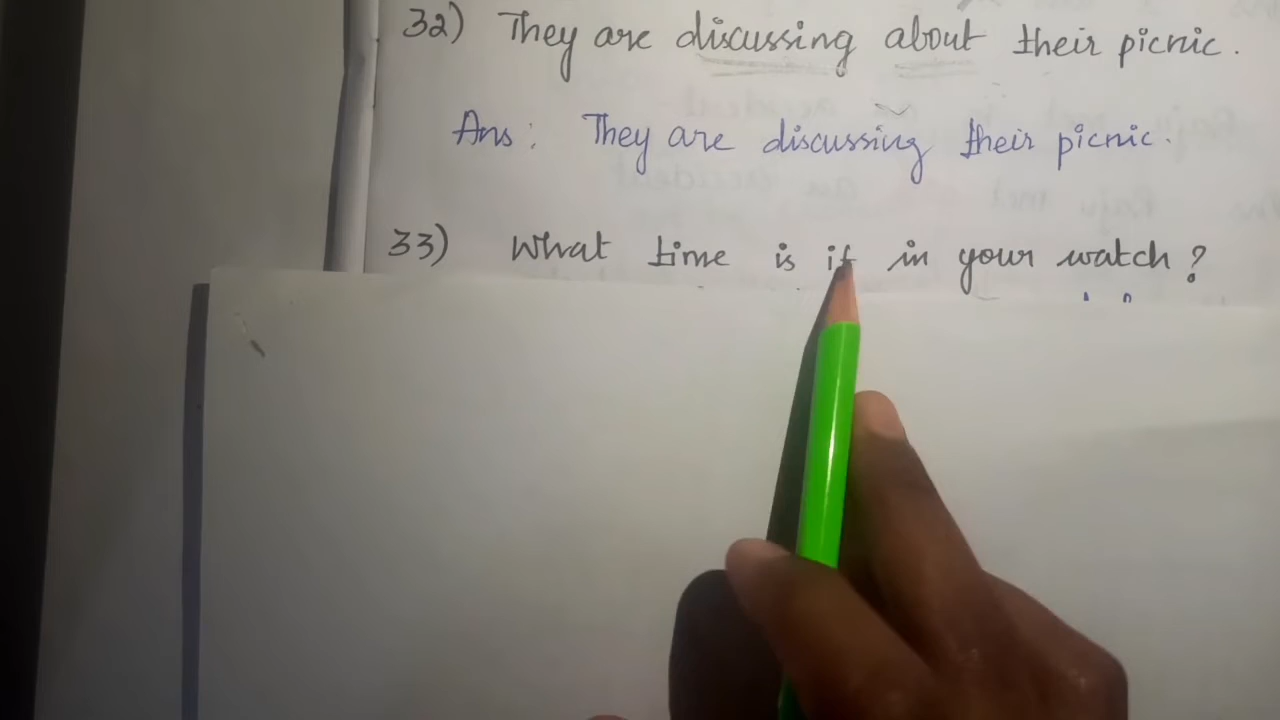 32) They are discussing about their picnic.
Ans: They are discussing their picnic.
33) What time is it in your watch?